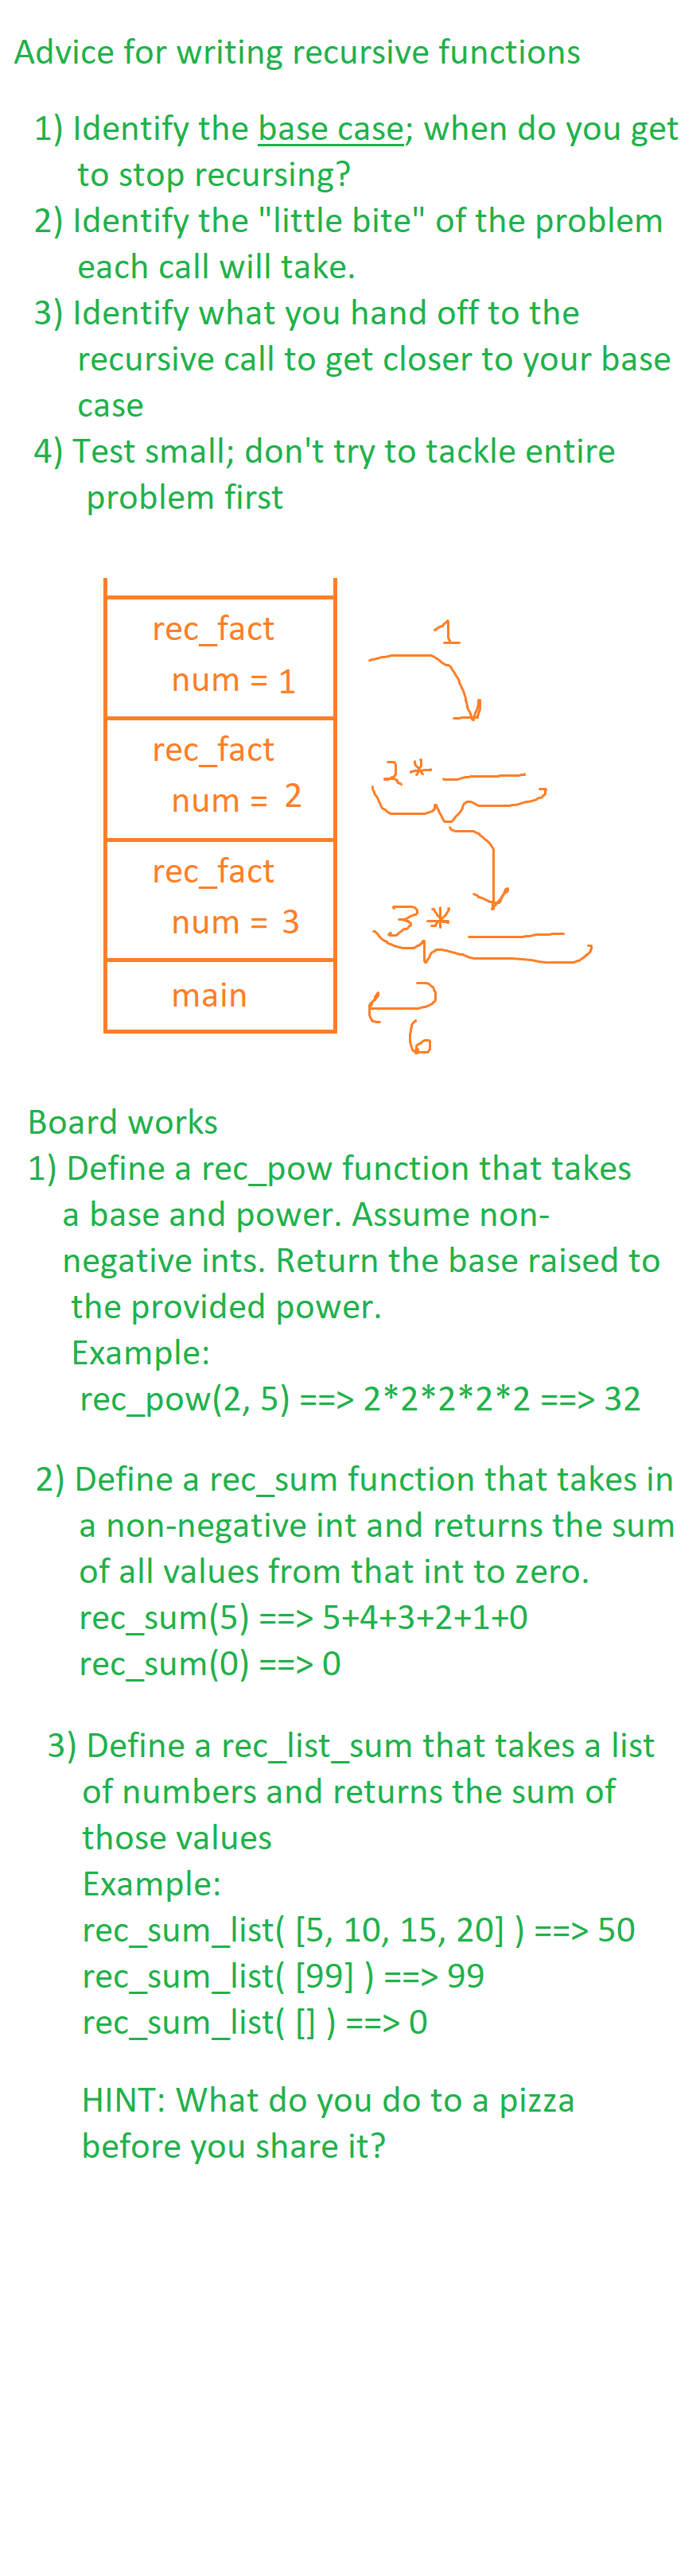 Advice for writing recursive functions
1) Identify the base case; when do you get
to stop recursing?
2) Identify the "little bite" of the problem
each call will take.
3) Identify what you hand off to the
recursive call to get closer to your base
case
4) Test small; don't try to tackle entire
problem first
rec_fact
num = 1
1
rec_fact
num = 2
2*
rec_fact
num = 3
3*
main
6
Board works
1) Define a rec_pow function that takes
a base and power. Assume non-
negative ints. Return the base raised to
the provided power.
Example:
rec_pow(2, 5) ==> 2*2*2*2*2 ==> 32
2) Define a rec_sum function that takes in
a non-negative int and returns the sum
of all values from that int to zero.
rec_sum(5) ==> 5+4+3+2+1+0
rec_sum(0) ==> 0
3) Define a rec_list_sum that takes a list
of numbers and returns the sum of
those values
Example:
rec_sum_list( [5, 10, 15, 20] ) ==> 50
rec_sum_list( [99] ) ==> 99
rec_sum_list( [] ) ==> 0
HINT: What do you do to a pizza
before you share it?